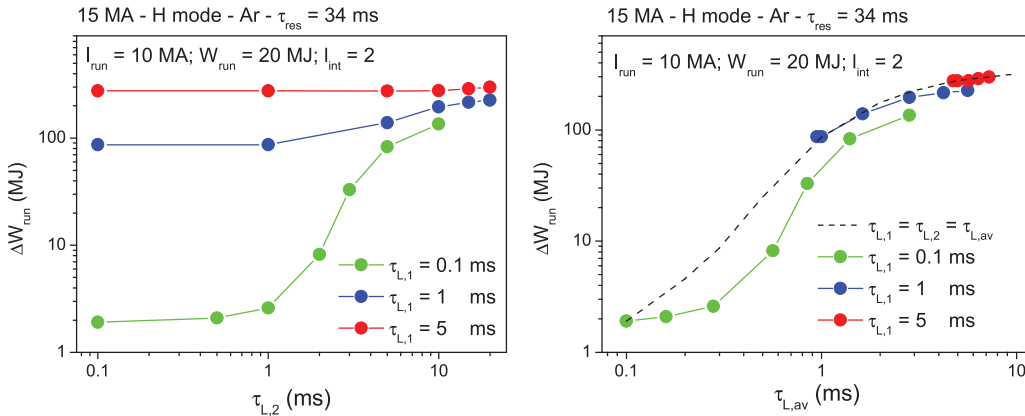 15 MA - H mode - Ar - τres = 34 ms
Irun = 10 MA; Wrun = 20 MJ; Iint = 2
ΔWrun (MJ)
100
10
1
τL,1 = 0.1 ms
τL,1 = 1 ms
τL,1 = 5 ms
0.1
1
10
τL,2 (ms)
15 MA - H mode - Ar - τres = 34 ms
Irun = 10 MA; Wrun = 20 MJ; Iint = 2
ΔWrun (MJ)
100
10
1
τL,1 = τL,2 = τL,av
τL,1 = 0.1 ms
τL,1 = 1 ms
τL,1 = 5 ms
0.1
1
10
τL,av (ms)